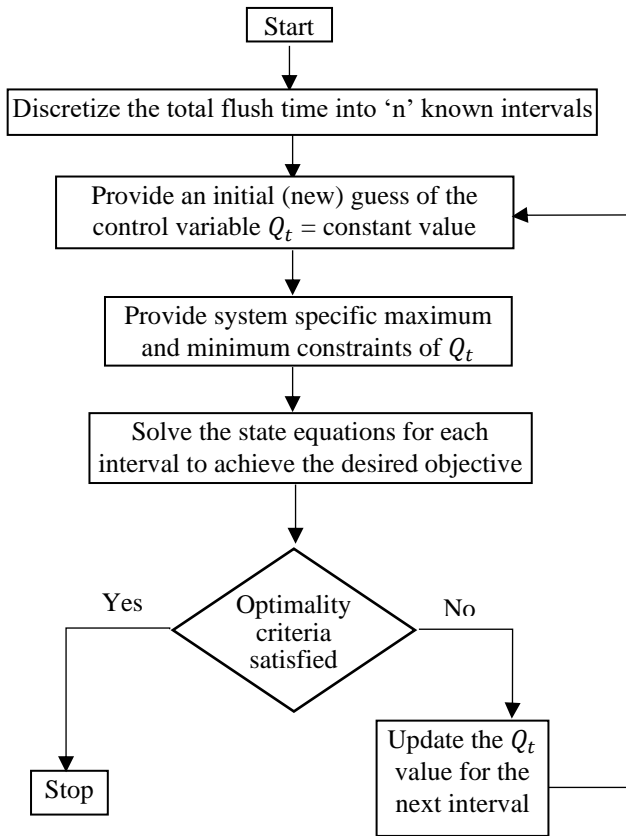 Start
Discretize the total flush time into ‘n’ known intervals
Provide an initial (new) guess of the
control variable Q_t = constant value
Provide system specific maximum
and minimum constraints of Q_t
Solve the state equations for each
interval to achieve the desired objective
Optimality
criteria
satisfied
Yes
No
Stop
Update the Q_t
value for the
next interval